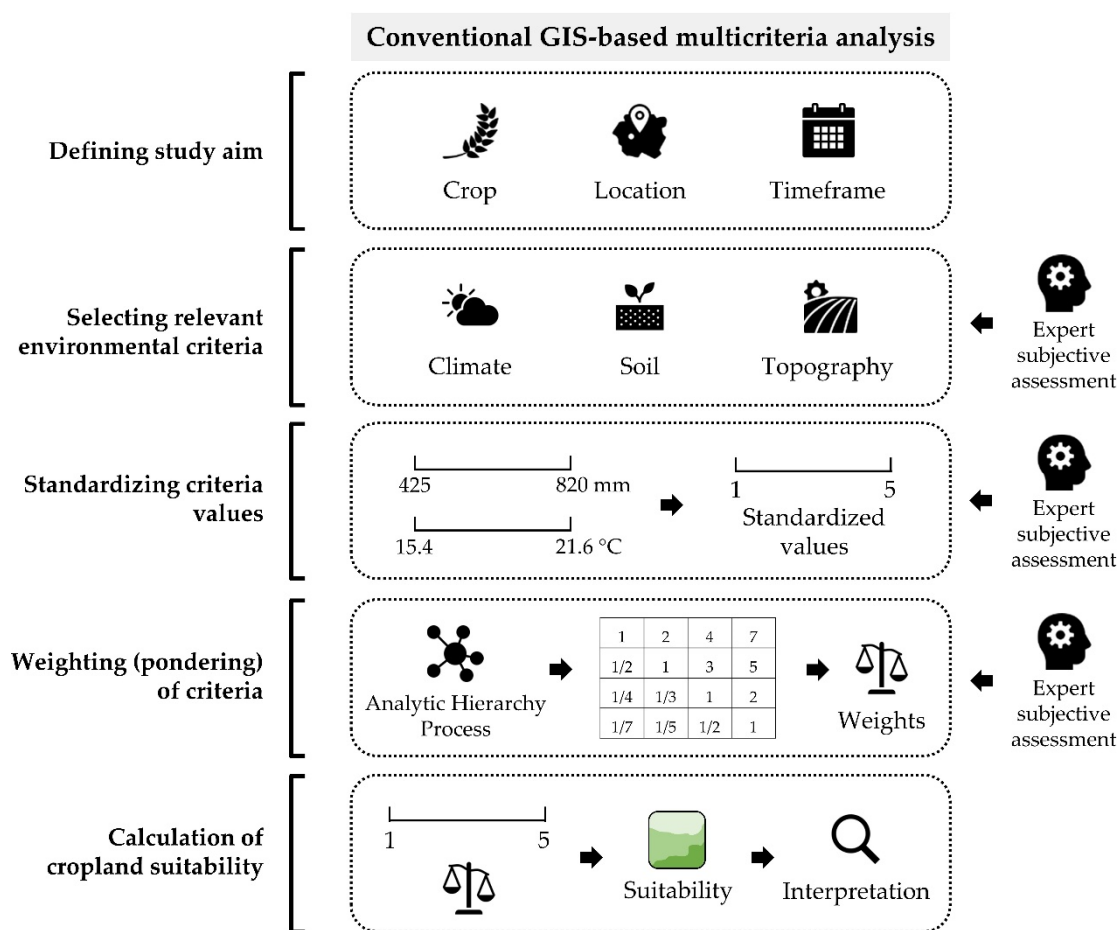 Conventional GIS-based multicriteria analysis
Defining study aim
Crop
Location
Timeframe
Selecting relevant
environmental criteria
Climate
Soil
Topography
Expert
subjective
assessment
Standardizing criteria
values
425
820 mm
15.4
21.6 °C
1
5
Standardized
values
Expert
subjective
assessment
Weighting (pondering)
of criteria
Analytic Hierarchy
Process
1 2 4 7
1/2 1 3 5
1/4 1/3 1 2
1/7 1/5 1/2 1
Weights
Expert
subjective
assessment
Calculation of
cropland suitability
1
5
Suitability
Interpretation